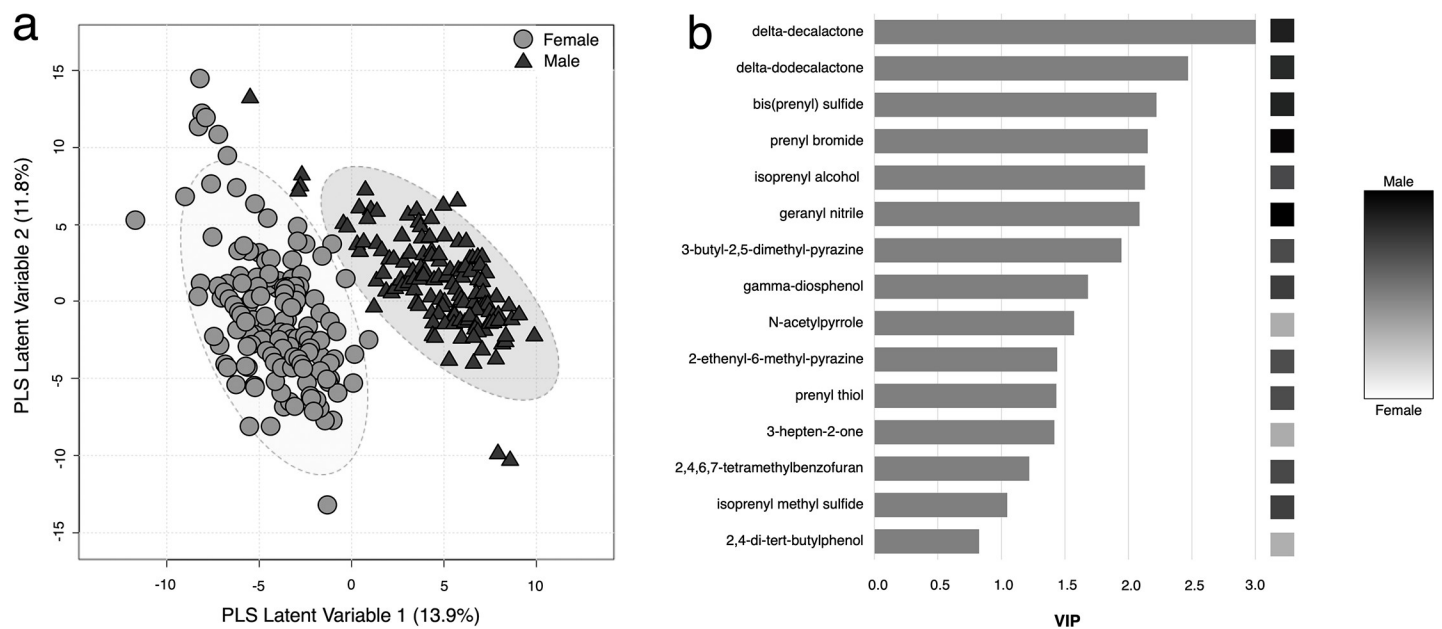 a
Female
Male
15
10
5
0
-5
-10
-15
-10
-5
0
5
10
PLS Latent Variable 2 (11.8%)
PLS Latent Variable 1 (13.9%)
b
delta-decalactone
delta-dodecalactone
bis(prenyl) sulfide
prenyl bromide
isoprenyl alcohol
geranyl nitrile
3-butyl-2,5-dimethyl-pyrazine
gamma-diosphenol
N-acetylpyrrole
2-ethenyl-6-methyl-pyrazine
prenyl thiol
3-hepten-2-one
2,4,6,7-tetramethylbenzofuran
isoprenyl methyl sulfide
2,4-di-tert-butylphenol
0.0 0.5 1.0 1.5 2.0 2.5 3.0
VIP
Male
Female